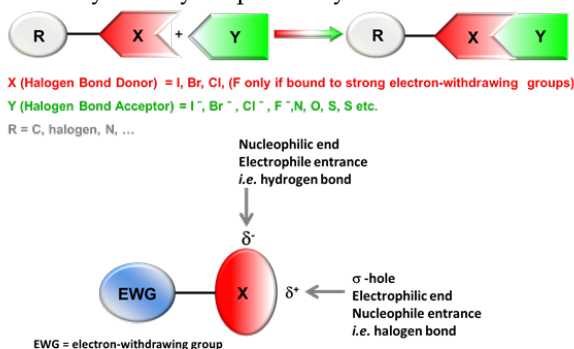 R X + Y R X Y
X (Halogen Bond Donor) = I, Br, Cl, (F only if bound to strong electron-withdrawing groups)
Y (Halogen Bond Acceptor) = I⁻, Br⁻, Cl⁻, F⁻,N, O, S, S etc.
R = C, halogen, N, …
Nucleophilic end
Electrophile entrance
i.e. hydrogen bond
δ-
EWG X δ+
σ -hole
Electrophilic end
Nucleophile entrance
i.e. halogen bond
EWG = electron-withdrawing group